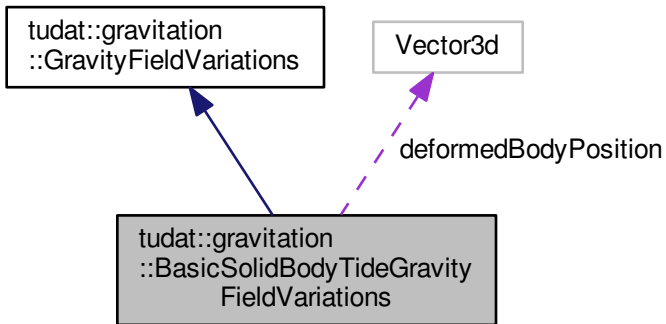 tudat::gravitation
::GravityFieldVariations
Vector3d
deformedBodyPosition
tudat::gravitation
::BasicSolidBodyTideGravity
FieldVariations